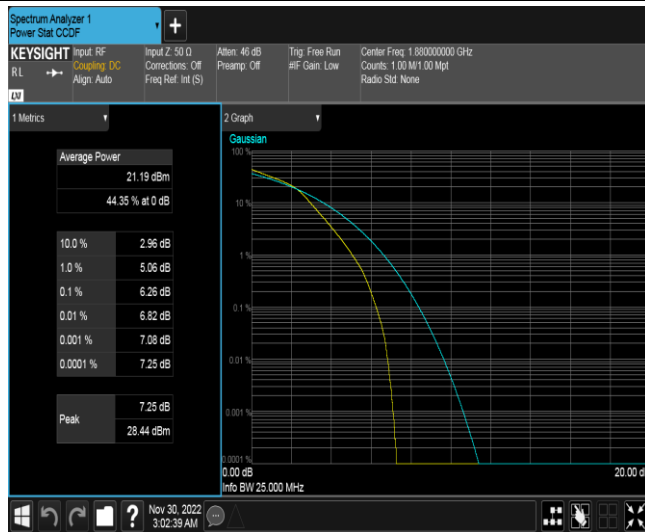 Spectrum Analyzer 1
Power Stat CCDF
+
KEYSIGHT Input: RF Input Z: 50 Ω Atten: 46 dB Trig: Free Run Center Freq: 1.880000000 GHz
RL Coupling: DC Corrections: Off Preamp: Off #IF Gain: Low Counts: 1.00 M/1.00 Mpt
Align: Auto Freq Ref: Int (S) Radio Std: None
LXI
1 Metrics 2 Graph
Gaussian
Average Power
21.19 dBm
44.35 % at 0 dB
10.0 % 2.96 dB
1.0 % 5.06 dB
0.1 % 6.26 dB
0.01 % 6.82 dB
0.001 % 7.08 dB
0.0001 % 7.25 dB
Peak 7.25 dB
28.44 dBm
100 %
10 %
1 %
0.1 %
0.01 %
0.001 %
0.0001 %
0.00 dB 20.00 d
Info BW 25.000 MHz
? Nov 30, 2022
3:02:39 AM